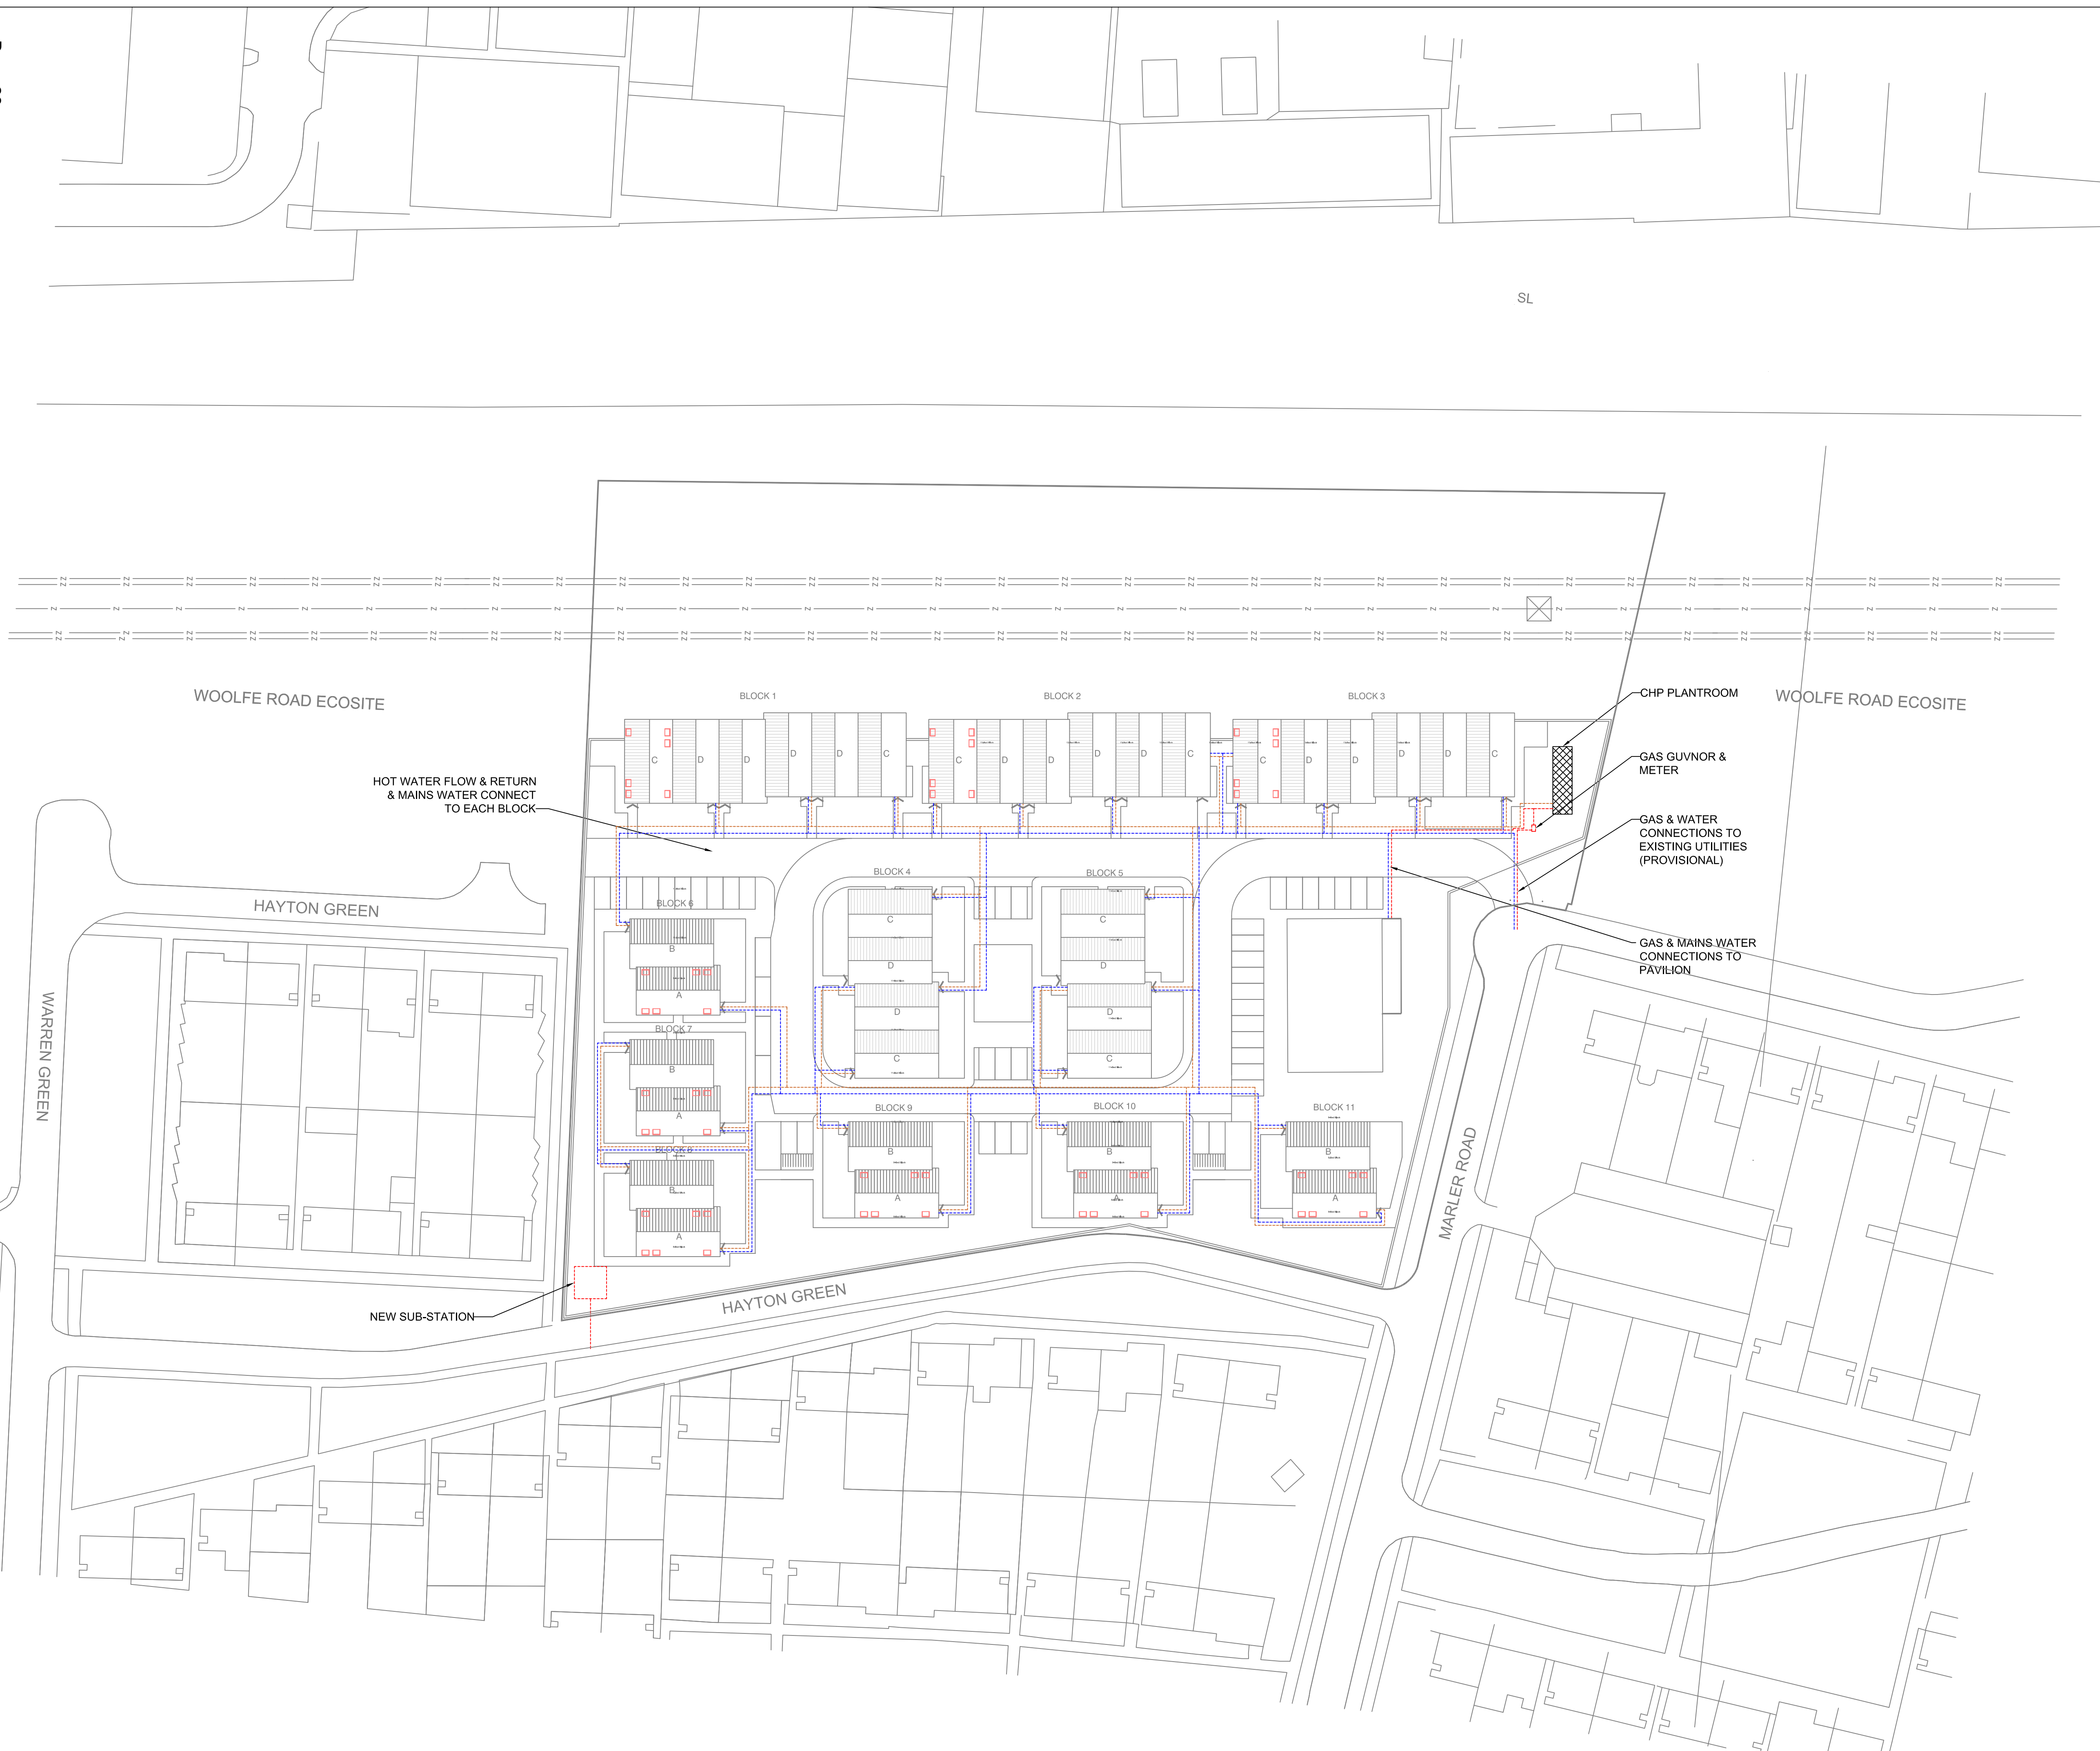 SL
WOOLFE ROAD ECOSITE
BLOCK 1
BLOCK 2
BLOCK 3
CHP PLANTROOM
WOOLFE ROAD ECOSITE
C
D
D
D
D
C
C
D
D
D
D
C
C
D
D
D
D
C
GAS GUVNOR &
METER
HOT WATER FLOW & RETURN
& MAINS WATER CONNECT
TO EACH BLOCK
GAS & WATER
CONNECTIONS TO
EXISTING UTILITIES
(PROVISIONAL)
BLOCK 4
BLOCK 5
HAYTON GREEN
BLOCK 6
C
C
B
D
D
A
GAS & MAINS WATER
CONNECTIONS TO
PAVILION
WARREN GREEN
D
D
BLOCK 7
C
C
B
A
BLOCK 9
BLOCK 10
BLOCK 11
BLOCK 8
B
B
B
B
A
A
A
A
MARLER ROAD
HAYTON GREEN
NEW SUB-STATION